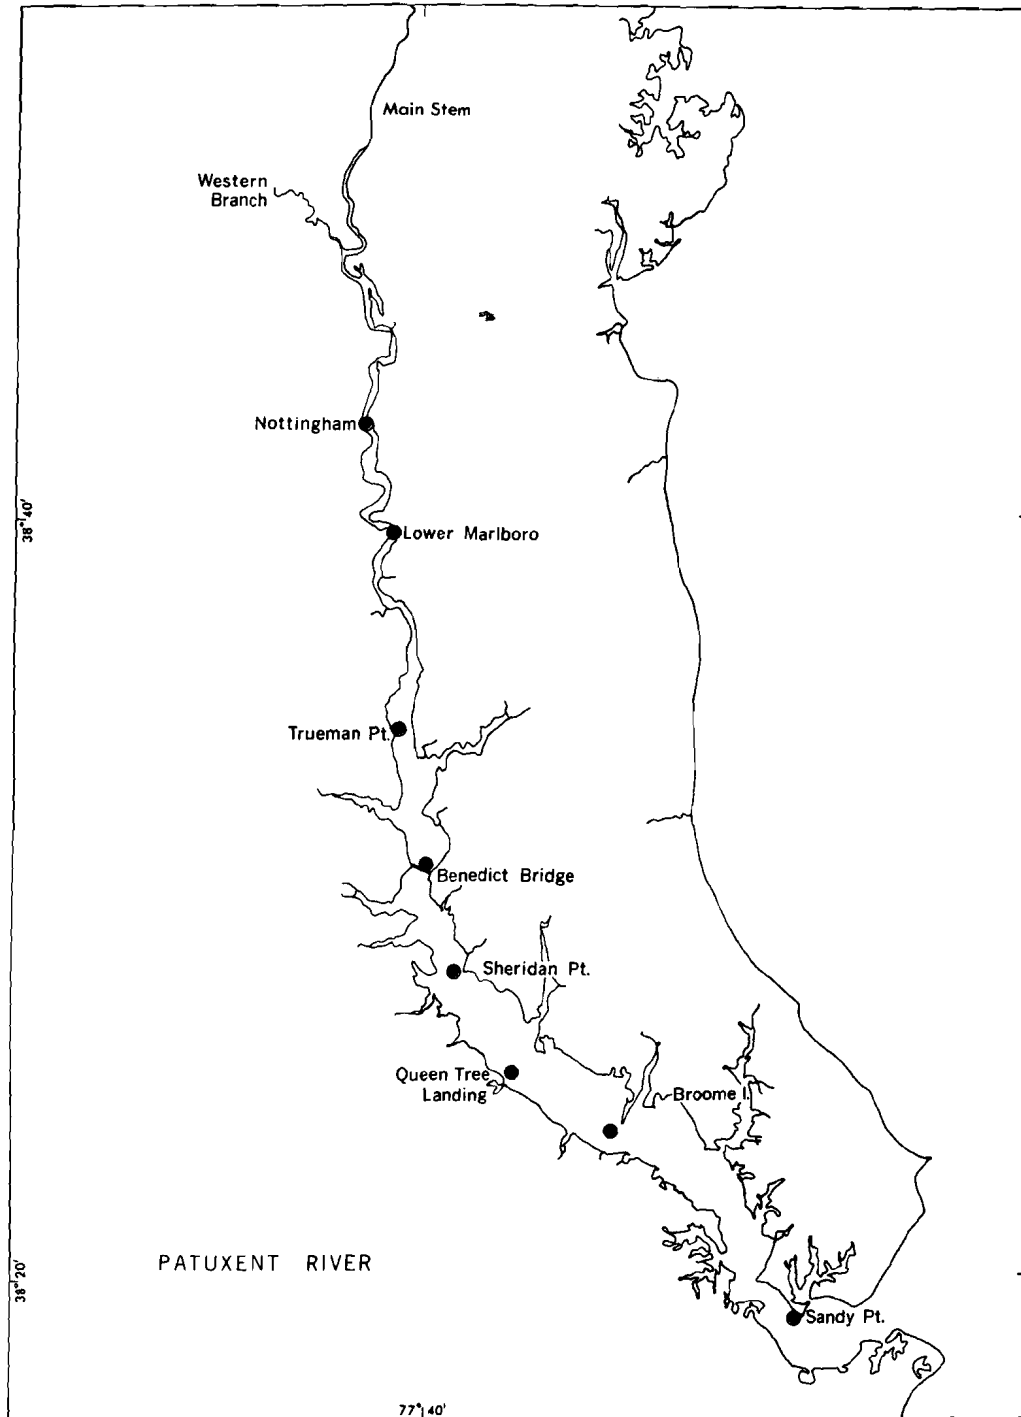 Main Stem
Western
Branch
Nottingham
38° 40'
Lower Marlboro
Trueman Pt.
Benedict Bridge
Sheridan Pt.
Queen Tree
Landing
Broome I.
PATUXENT RIVER
38° 20'
Sandy Pt.
77° 40'